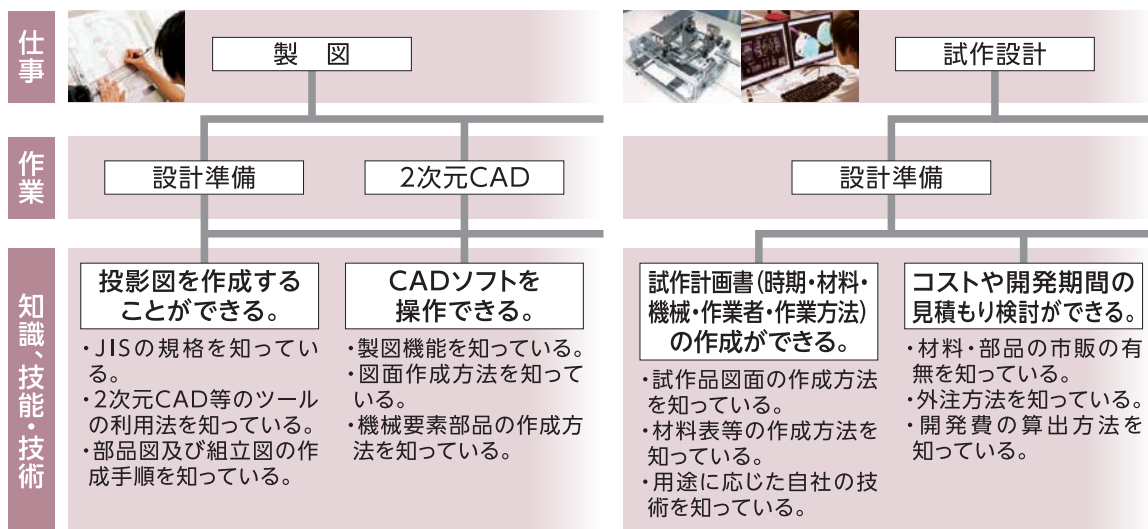 仕事
製　図
試作設計
作業
設計準備
2次元CAD
設計準備
知識、技能・技術
投影図を作成する
ことができる。
・JISの規格を知ってい
る。
・2次元CAD等のツール
の利用法を知っている。
・部品図及び組立図の作
成手順を知っている。
CADソフトを
操作できる。
・製図機能を知っている。
・図面作成方法を知って
いる。
・機械要素部品の作成方
法を知っている。
試作計画書（時期・材料・
機械・作業者・作業方法）
の作成ができる。
・試作品図面の作成方法
を知っている。
・材料表等の作成方法を
知っている。
・用途に応じた自社の技
術を知っている。
コストや開発期間の
見積もり検討ができる。
・材料・部品の市販の有
無を知っている。
・外注方法を知っている。
・開発費の算出方法を
知っている。